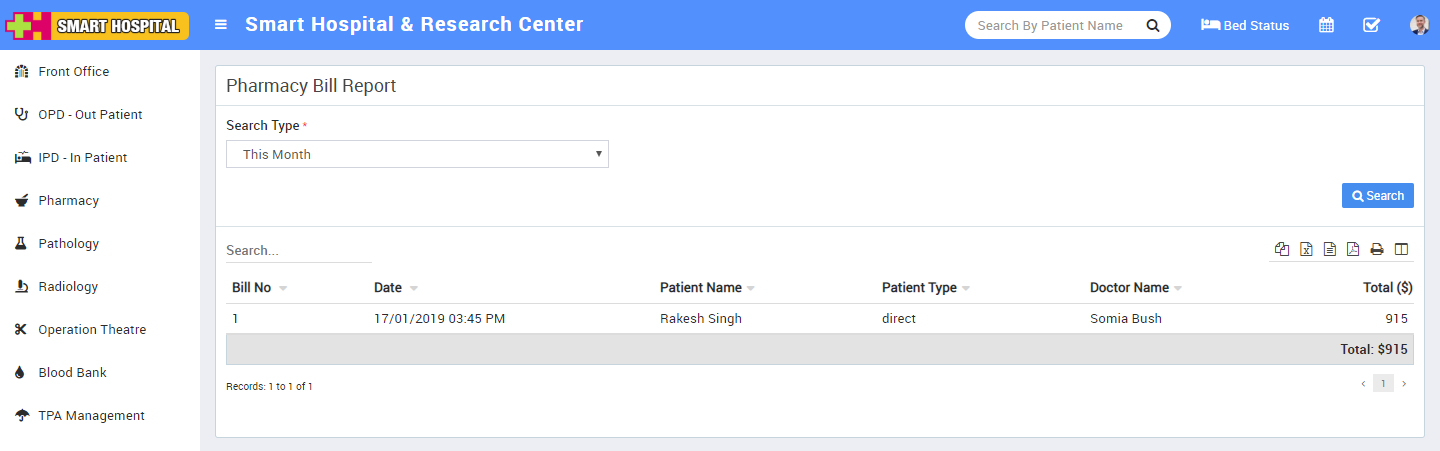 SMART HOSPITAL
Smart Hospital & Research Center
Search By Patient Name
Bed Status
Front Office
OPD - Out Patient
IPD - In Patient
Pharmacy
Pathology
Radiology
Operation Theatre
Blood Bank
TPA Management
Pharmacy Bill Report
Search Type *
This Month
Search
Search...
Bill No Date Patient Name Patient Type Doctor Name Total ($)
1 17/01/2019 03:45 PM Rakesh Singh direct Somia Bush 915
Total: $915
Records: 1 to 1 of 1
‹ 1 ›